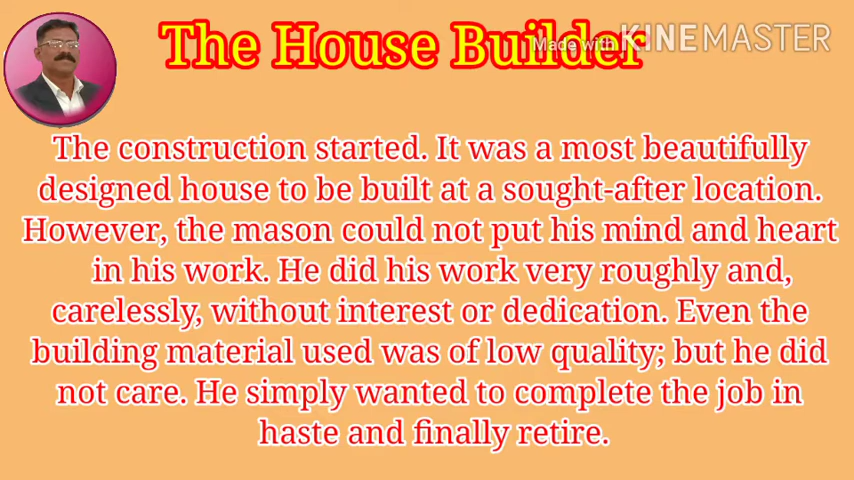 The House Builder
Made with KINEMASTER
The construction started. It was a most beautifully
designed house to be built at a sought-after location.
However, the mason could not put his mind and heart
in his work. He did his work very roughly and,
carelessly, without interest or dedication. Even the
building material used was of low quality; but he did
not care. He simply wanted to complete the job in
haste and finally retire.